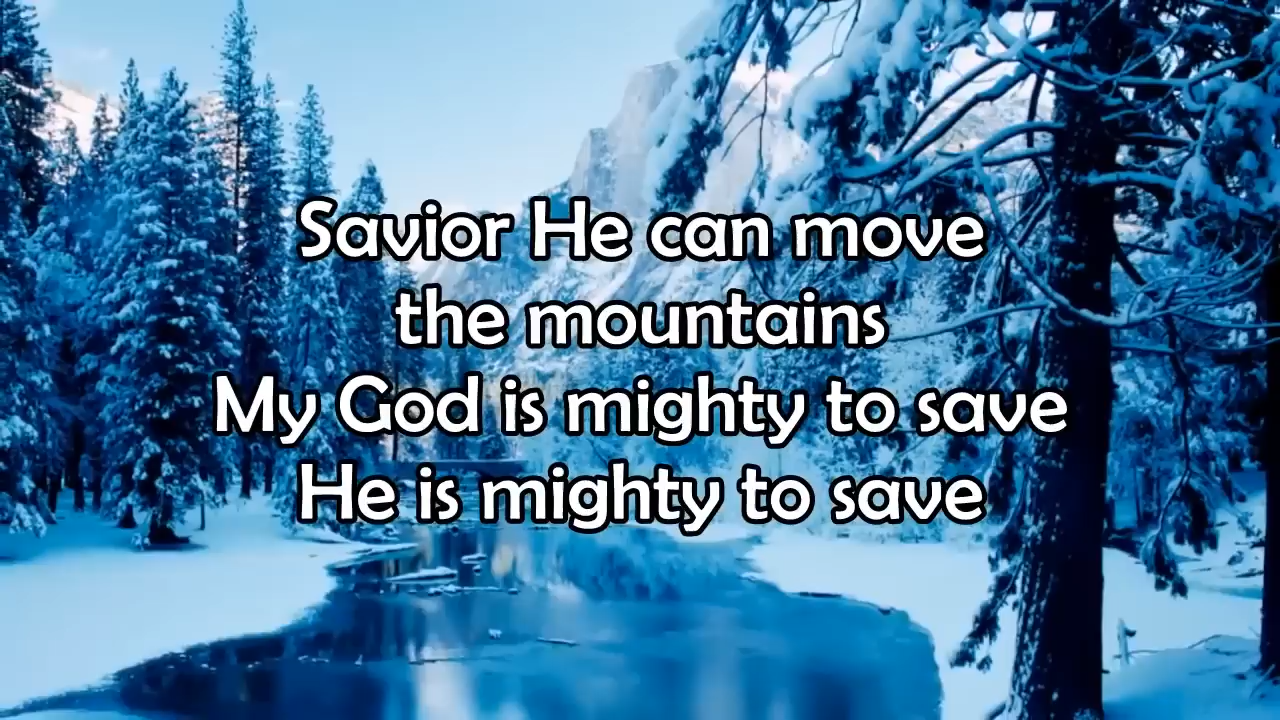 Savior He can move
the mountains
My God is mighty to save
He is mighty to save